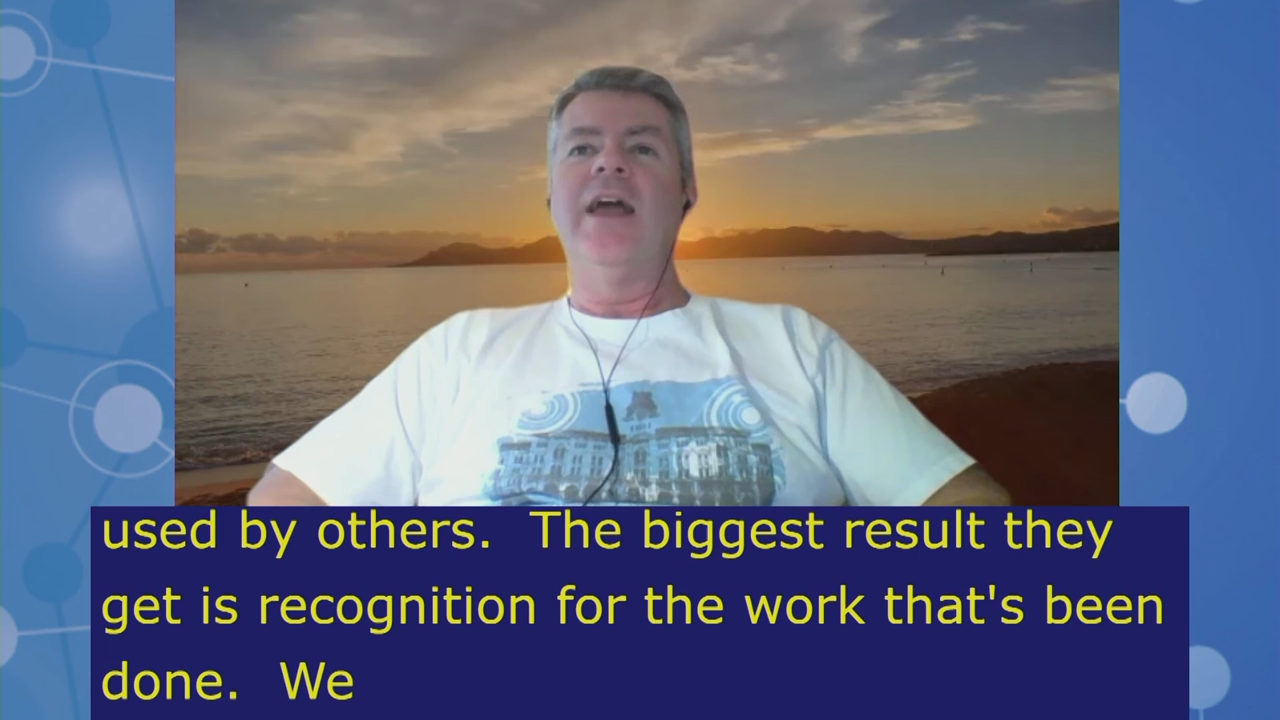 used by others.  The biggest result they
get is recognition for the work that's been
done.  We